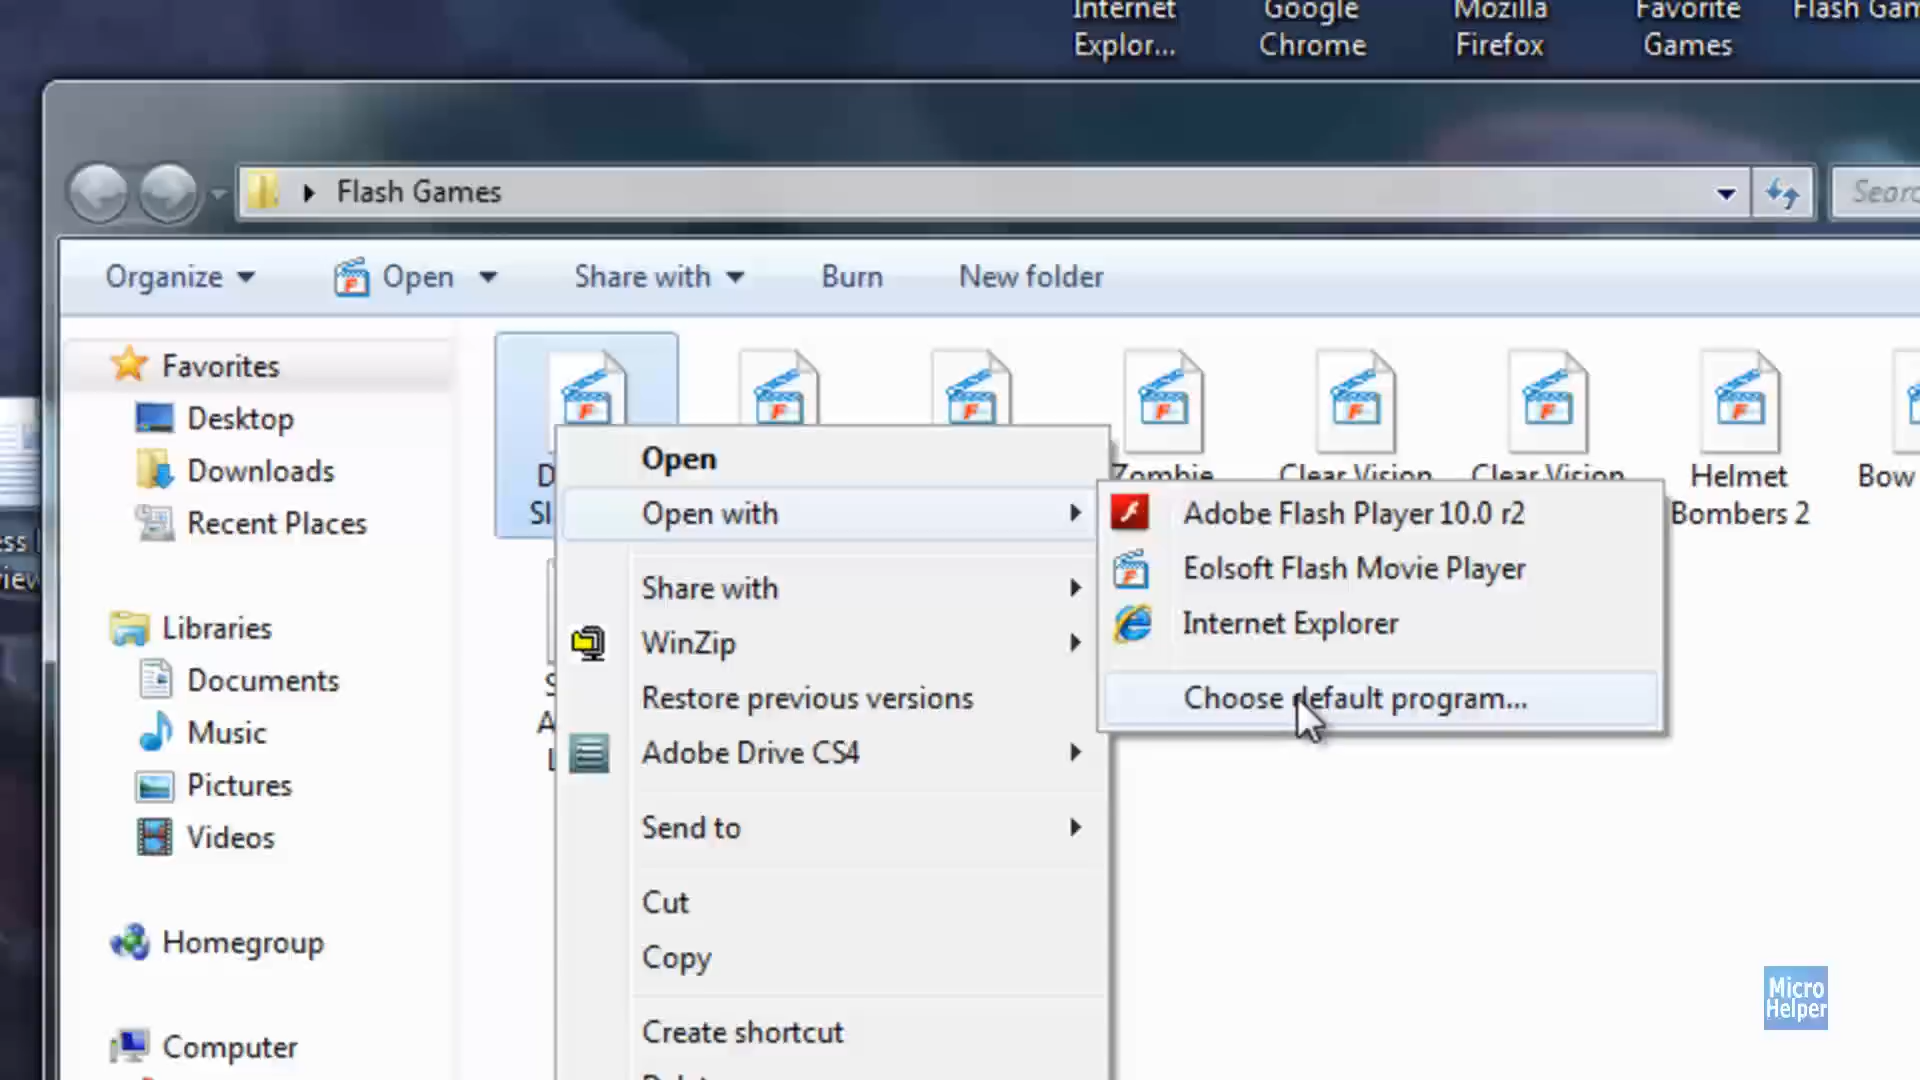 Internet
Explor...
Google
Chrome
Mozilla
Firefox
Favorite
Games
Flash Gam
Flash Games
Organize
Open
Share with
Burn
New folder
Favorites
Desktop
Downloads
Recent Places
Libraries
Documents
Music
Pictures
Videos
Homegroup
Computer
Zombie
Clear Vision
Clear Vision
Helmet
Bombers 2
Bow
Open
Open with
Share with
WinZip
Restore previous versions
Adobe Drive CS4
Send to
Cut
Copy
Create shortcut
Adobe Flash Player 10.0 r2
Eolsoft Flash Movie Player
Internet Explorer
Choose default program...
Micro
Helper